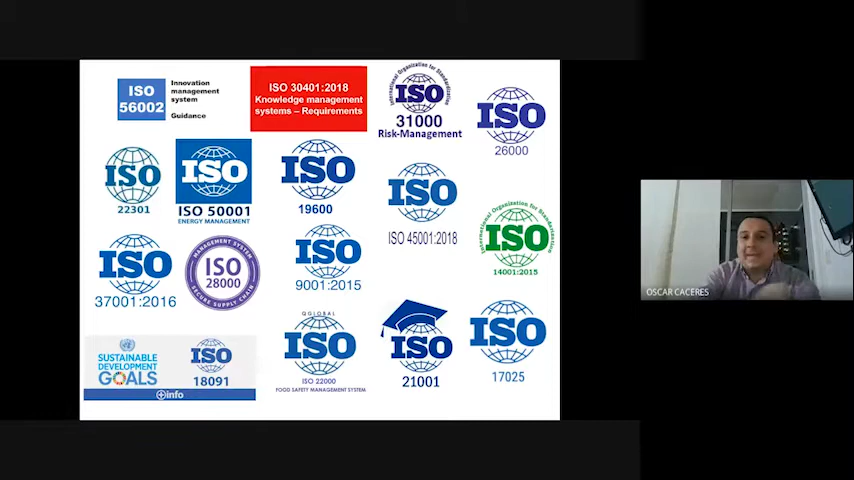 ISO
56002
Innovation
management
system
Guidance
ISO 30401:2018
Knowledge management
systems – Requirements
International Organization for Standardization
ISO
31000
Risk-Management
ISO
26000
ISO
22301
ISO
ISO 50001
ENERGY MANAGEMENT
ISO
19600
ISO
ISO 45001:2018
International Organization for Standardization
ISO
14001:2015
ISO
37001:2016
MANAGEMENT SYSTEM
ISO
28000
SECURE SUPPLY CHAIN
ISO
9001:2015
SUSTAINABLE
DEVELOPMENT
GOALS
ISO
18091
+info
QGLOBAL
ISO
ISO 22000
FOOD SAFETY MANAGEMENT SYSTEM
ISO
21001
ISO
17025
OSCAR CACERES